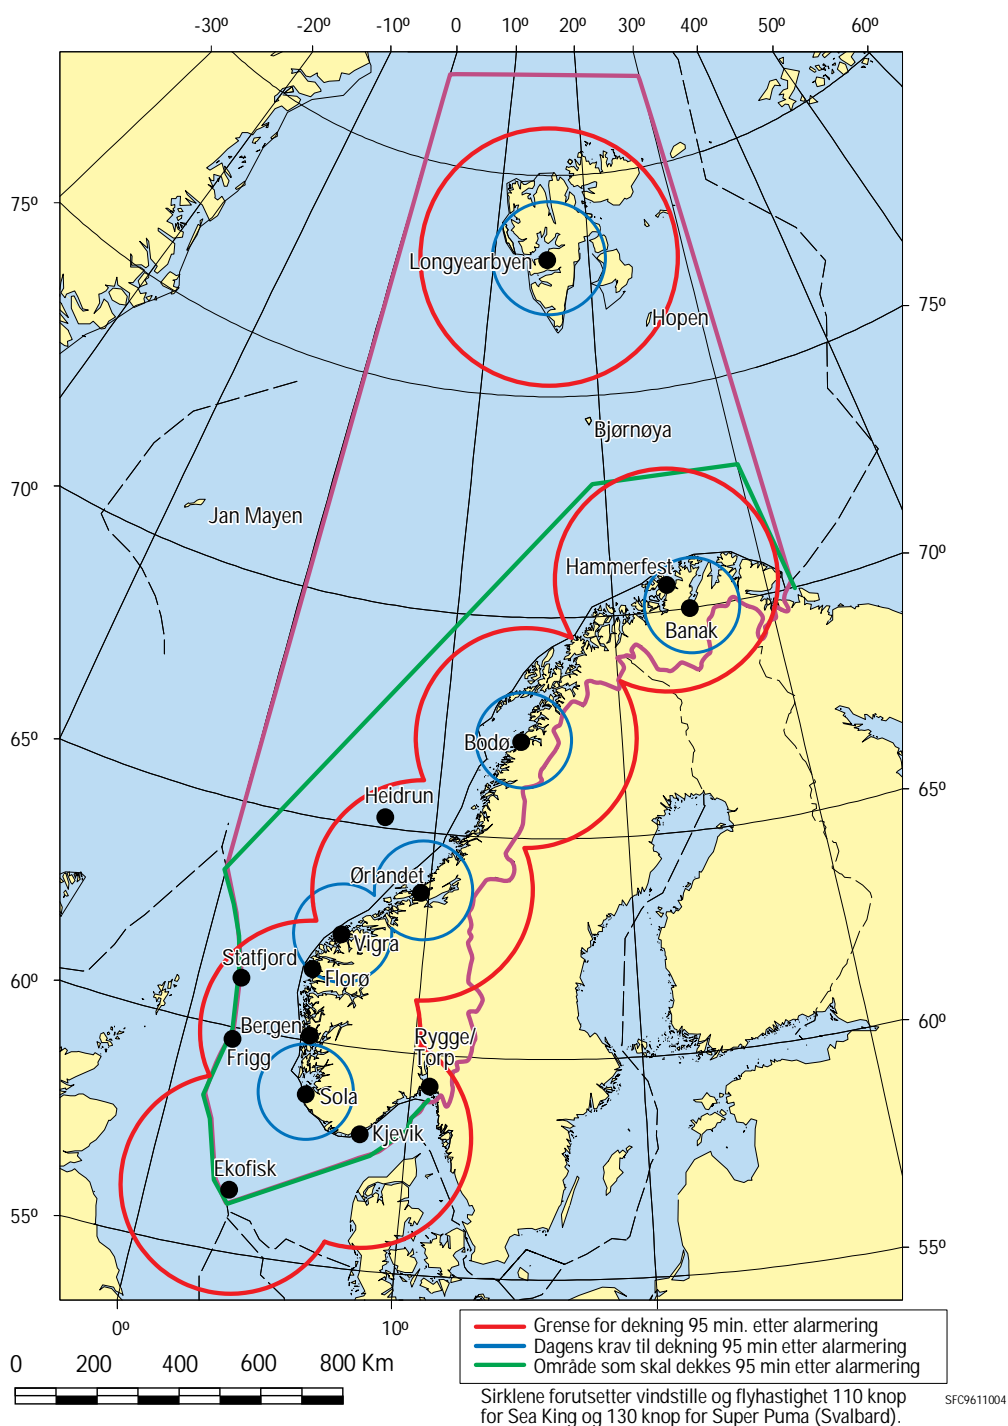 -30º -20º -10º 0 10º 20º 30º 40º 50º 60º
75º
Longyearbyen
75º
Hopen
Bjørnøya
70º
Jan Mayen
70º
Hammerfest
Banak
65º
Bodø
65º
Heidrun
Ørlandet
Vigra
Statfjord
Florø
60º
Bergen
60º
Rygge/
Torp
Frigg
Sola
Kjevik
Ekofisk
55º
55º
0º 10º
Grense for dekning 95 min. etter alarmering
Dagens krav til dekning 95 min etter alarmering
Område som skal dekkes 95 min etter alarmering
0 200 400 600 800 Km
Sirklene forutsetter vindstille og flyhastighet 110 knop
for Sea King og 130 knop for Super Puma (Svalbard).
SFC9611004